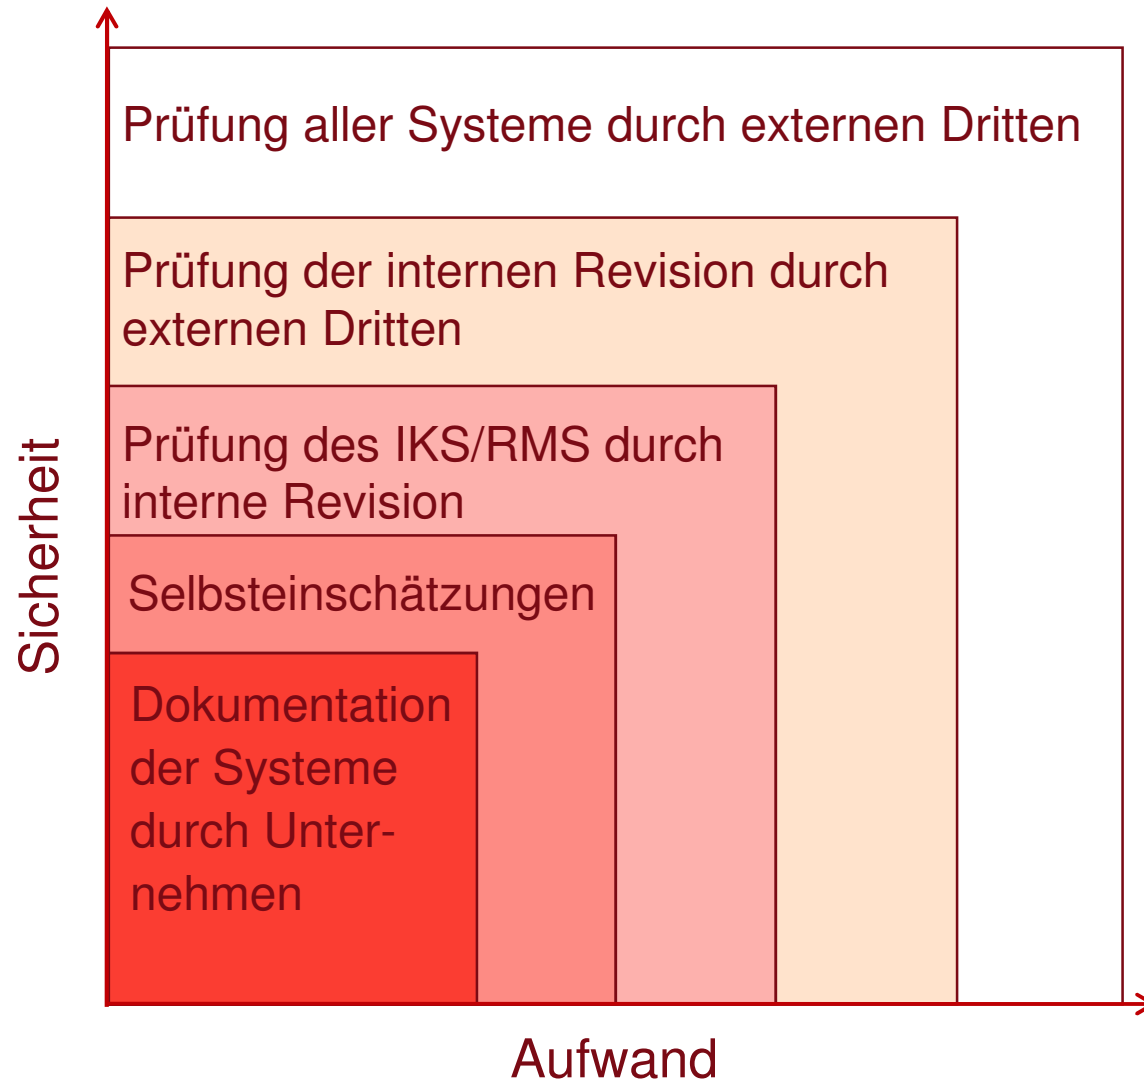 Prüfung aller Systeme durch externen Dritten
Prüfung der internen Revision durch
externen Dritten
Prüfung des IKS/RMS durch
interne Revision
Selbsteinschätzungen
Dokumentation
der Systeme
durch Unter-
nehmen
Sicherheit
Aufwand